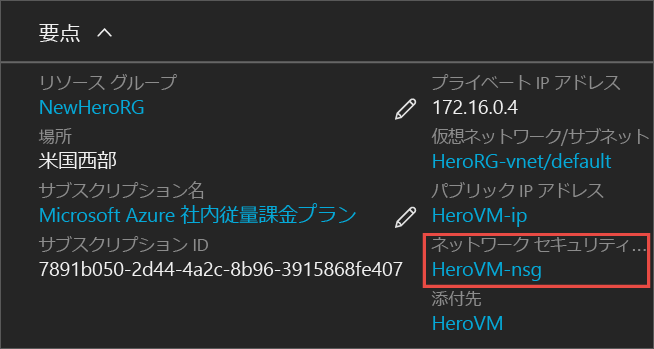 要点
リソース グループ
NewHeroRG
場所
米国西部
サブスクリプション名
Microsoft Azure 社内従量課金プラン
サブスクリプション ID
7891b050-2d44-4a2c-8b96-3915868fe407
プライベート IP アドレス
172.16.0.4
仮想ネットワーク/サブネット
HeroRG-vnet/default
パブリック IP アドレス
HeroVM-ip
ネットワーク セキュリティ...
HeroVM-nsg
添付先
HeroVM